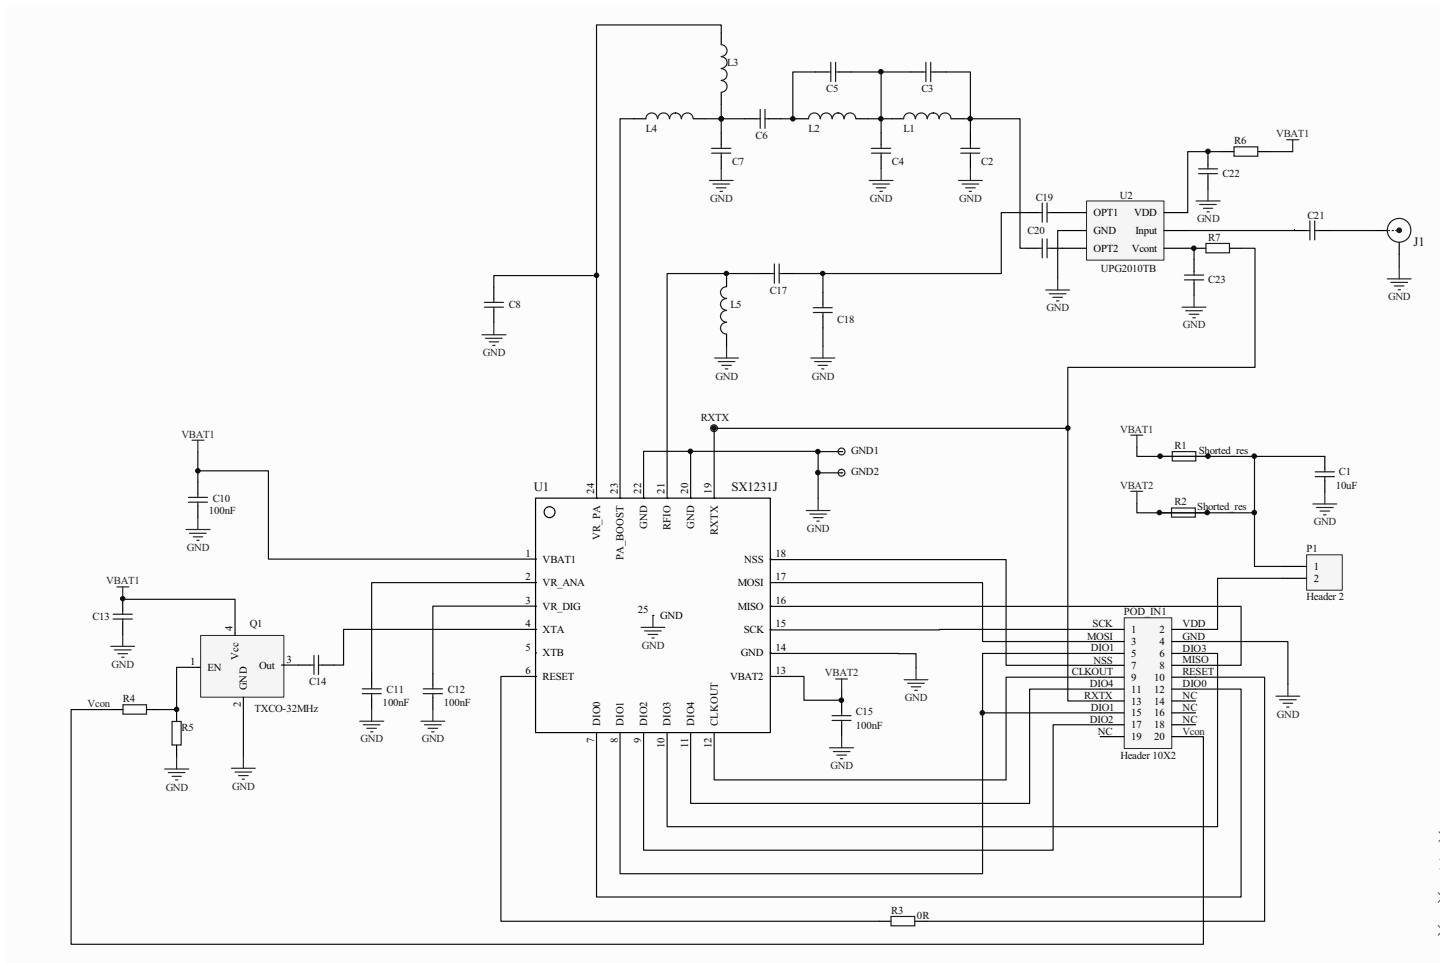 L3
C5
C3
L4
C6
L2
L1
C7
C4
C2
GND
GND
GND
R6
VBAT1
C22
GND
U2
C19
OPT1
VDD
GND
Input
C20
OPT2
Vcont
UPG2010TB
R7
C21
J1
GND
GND
C23
GND
C8
GND
C17
L5
C18
GND
GND
RXTX
GND1
GND2
GND
VBAT1
R1
Shorted_res
C1
10uF
GND
VBAT2
R2
Shorted_res
P1
1
2
Header 2
VBAT1
C10
100nF
GND
U1
SX1231J
24
23
22
21
20
19
VR_PA
PA_BOOST
GND
RFIO
GND
RXTX
1
VBAT1
2
VR_ANA
3
VR_DIG
4
XTA
5
XTB
6
RESET
25
GND
GND
NSS
18
MOSI
17
MISO
16
SCK
15
GND
14
VBAT2
13
DIO0
DIO1
DIO2
DIO3
DIO4
CLKOUT
7
8
9
10
11
12
VBAT1
C13
GND
Q1
4
Vcc
1
EN
Out
3
GND
2
TXCO-32MHz
C14
Vcon
R4
R5
GND
GND
C11
100nF
GND
C12
100nF
GND
GND
VBAT2
C15
100nF
GND
POD_IN1
SCK
1
2
VDD
MOSI
3
4
GND
DIO1
5
6
DIO3
NSS
7
8
MISO
CLKOUT
9
10
RESET
DIO4
11
12
DIO0
RXTX
13
14
NC
DIO1
15
16
NC
DIO2
17
18
NC
NC
19
20
Vcon
Header 10X2
GND
R3
0R